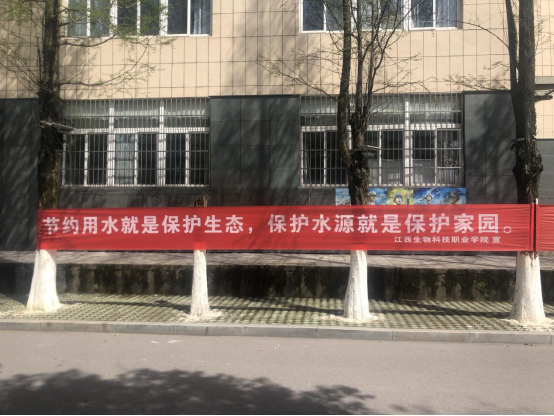 节约用水就是保护生态，保护水源就是保护家园。
江西生物科技职业学院 宣